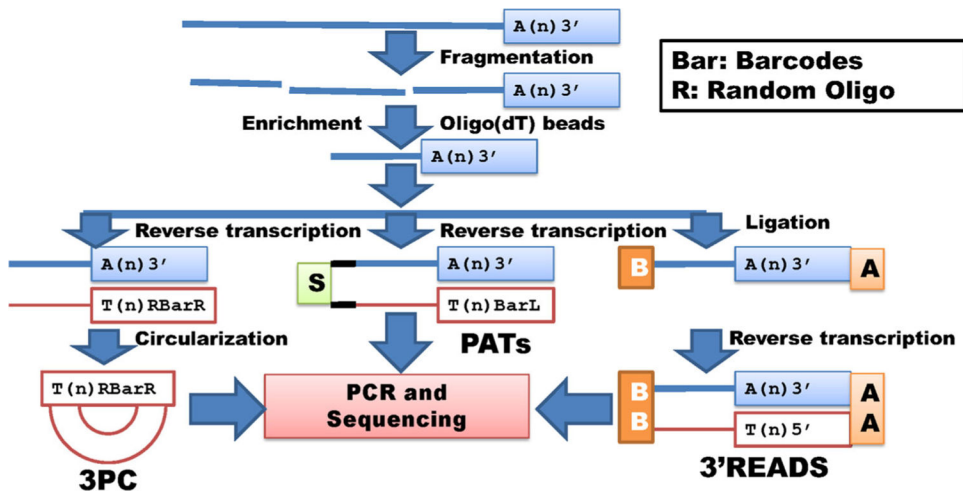 A(n)3′
Fragmentation
Bar: Barcodes
R: Random Oligo
A(n)3′
Enrichment
Oligo(dT) beads
A(n)3′
Reverse transcription
Reverse transcription
Ligation
A(n)3′
S
A(n)3′
B
A(n)3′
A
T(n)RBarR
T(n)BarL
Circularization
PATs
Reverse transcription
T(n)RBarR
PCR and
Sequencing
B
A(n)3′
A
B
T(n)5′
A
3PC
3’READS